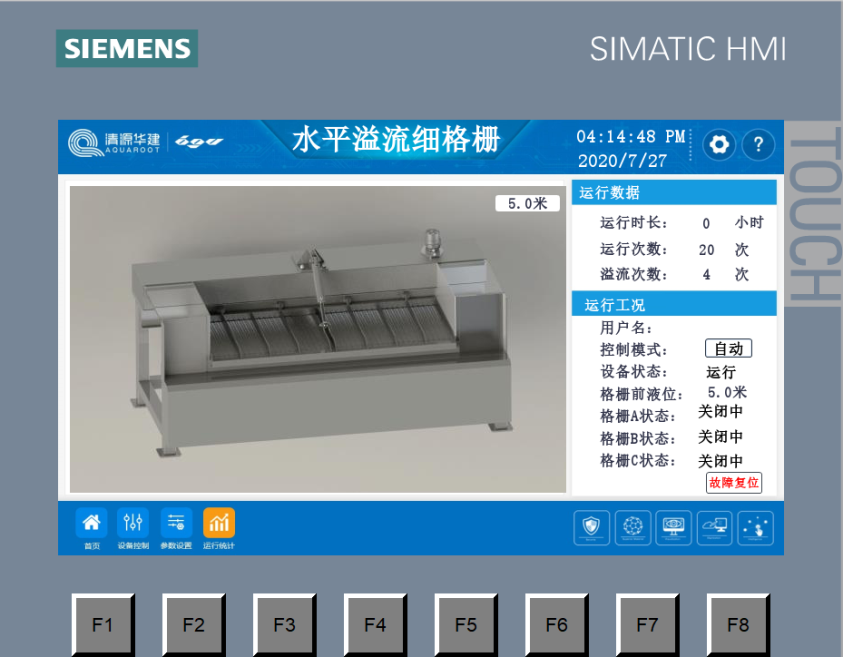 SIEMENS
SIMATIC HMI
TOUCH
清源华建
AQUAROOT
水平溢流细格栅
04:14:48 PM
2020/7/27
?
5.0米
运行数据
运行时长: 0 小时
运行次数: 20 次
溢流次数: 4 次
运行工况
用户名:
控制模式: 自动
设备状态: 运行
格栅前液位: 5.0米
格栅A状态: 关闭中
格栅B状态: 关闭中
格栅C状态: 关闭中
故障复位
首页 设备控制 参数设置 运行统计
F1 F2 F3 F4 F5 F6 F7 F8